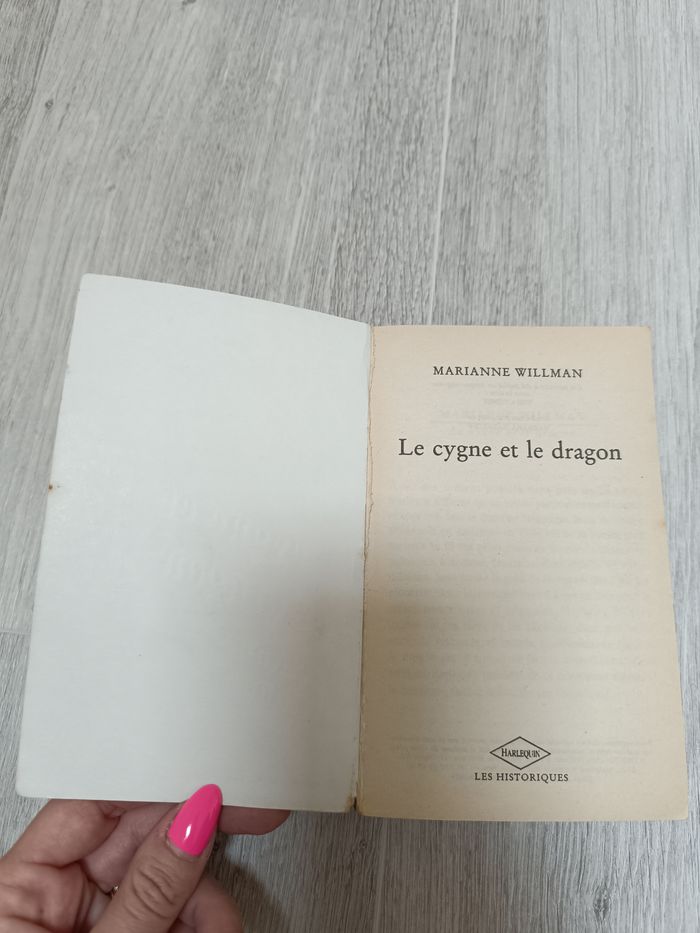 MARIANNE WILLMAN
Le cygne et le dragon
HARLEQUIN
LES HISTORIQUES